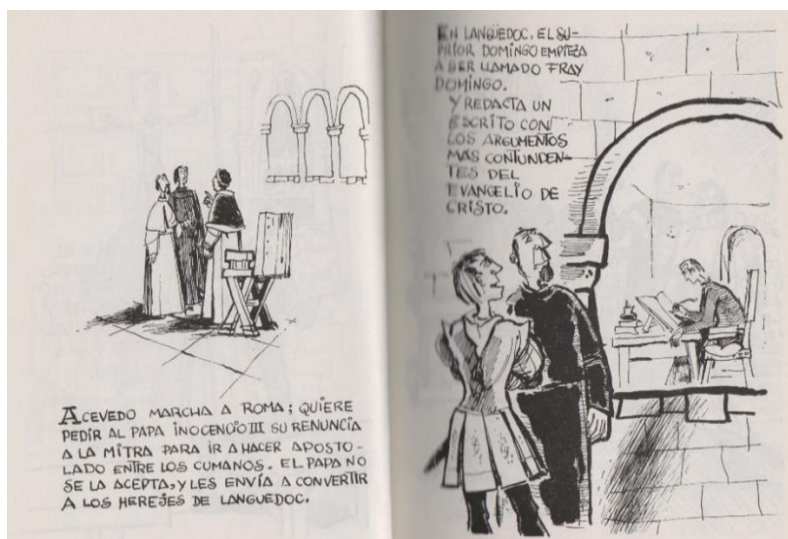 ACEVEDO MARCHA A ROMA; QUIERE
PEDIR AL PAPA INOCENCIO III SU RENUNCIA
A LA MITRA PARA IR A HACER APOSTO-
LADO ENTRE LOS CUMANOS. EL PAPA NO
SE LA ACEPTA, Y LES ENVÍA A CONVERTIR
A LOS HEREJES DE LANGUEDOC.
EN LANGÜEDOC, EL SU-
PRIOR DOMINGO EMPIEZA
A SER LLAMADO FRAY
DOMINGO.
Y REDACTA UN
ESCRITO CON
LOS ARGUMENTOS
MÁS CONTUNDEN-
TES DEL
EVANGELIO DE
CRISTO.